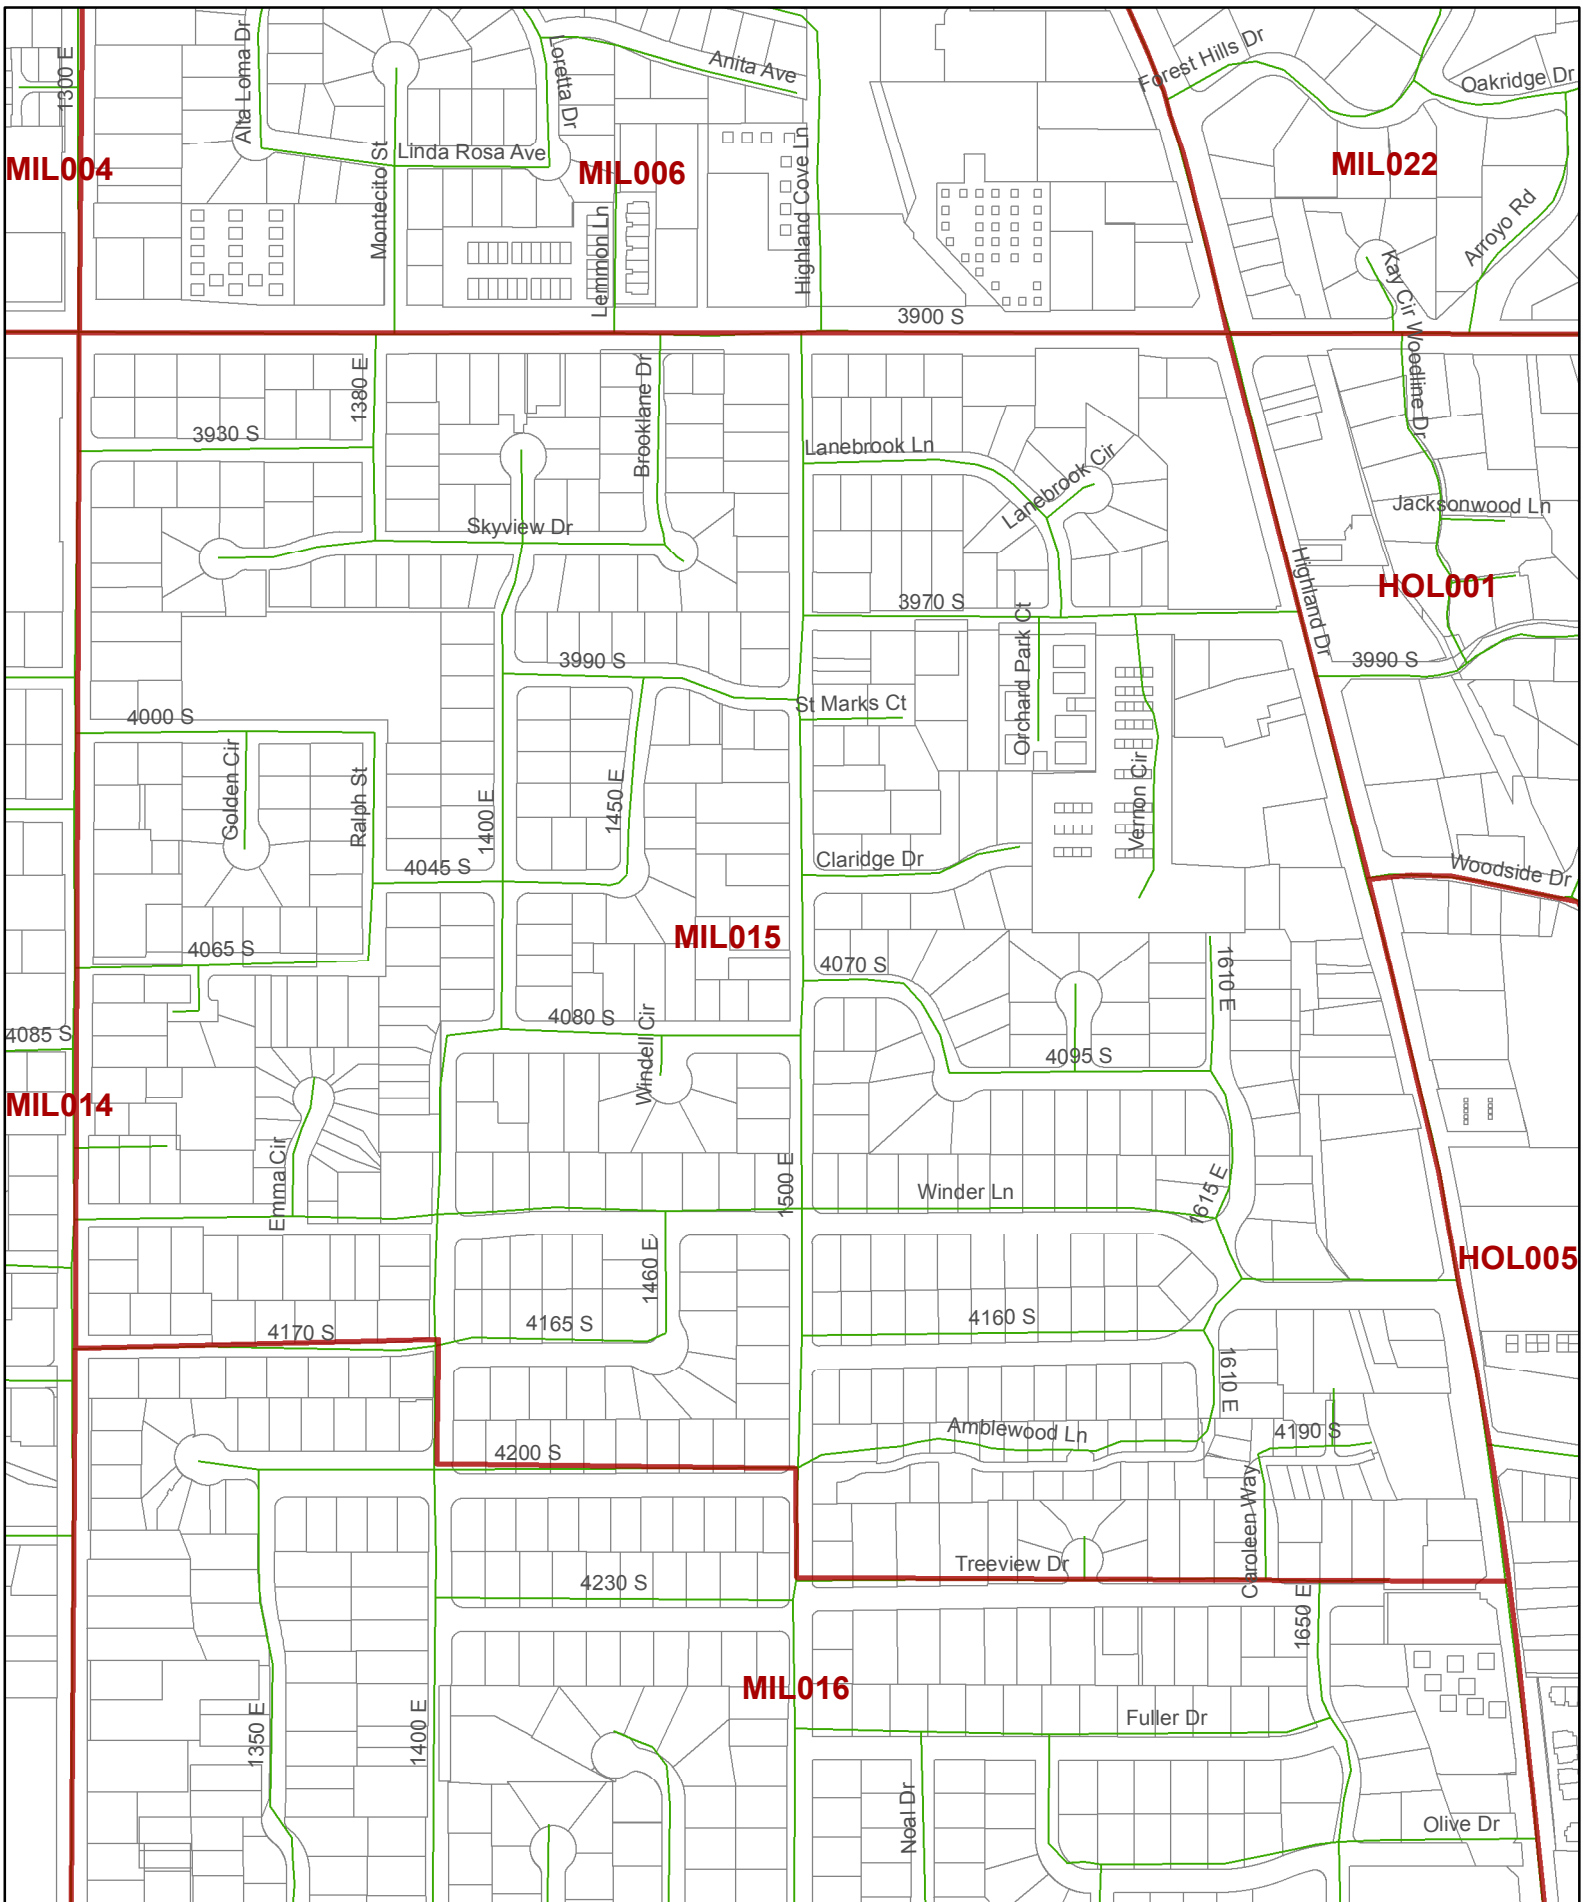 1300 E
Alta Loma Dr
Loretta Dr
Anita Ave
Forest Hills Dr
Oakridge Dr
MIL004
Montecito St
Linda Rosa Ave
MIL006
Highland Cove Ln
MIL022
Lemmon Ln
Kay Cir
Arroyo Rd
3900 S
1380 E
Brooklane Dr
Woodline Dr
3930 S
Lanebrook Ln
Lanebrook Cir
Skyview Dr
Jacksonwood Ln
Highland Dr
HOL001
3970 S
3990 S
Orchard Park Ct
3990 S
4000 S
St Marks Ct
Golden Cir
Ralph St
1400 E
1450 E
Vernon Cir
4045 S
Claridge Dr
Woodside Dr
4065 S
MIL015
4070 S
1610 E
4085 S
4080 S
Windell Cir
4095 S
MIL014
Emma Cir
1500 E
Winder Ln
1615 E
1460 E
HOL005
4170 S
4165 S
4160 S
1610 E
4200 S
Amblewood Ln
4190 S
Caroleen Way
4230 S
Treeview Dr
1650 E
MIL016
1350 E
1400 E
Fuller Dr
Noal Dr
Olive Dr